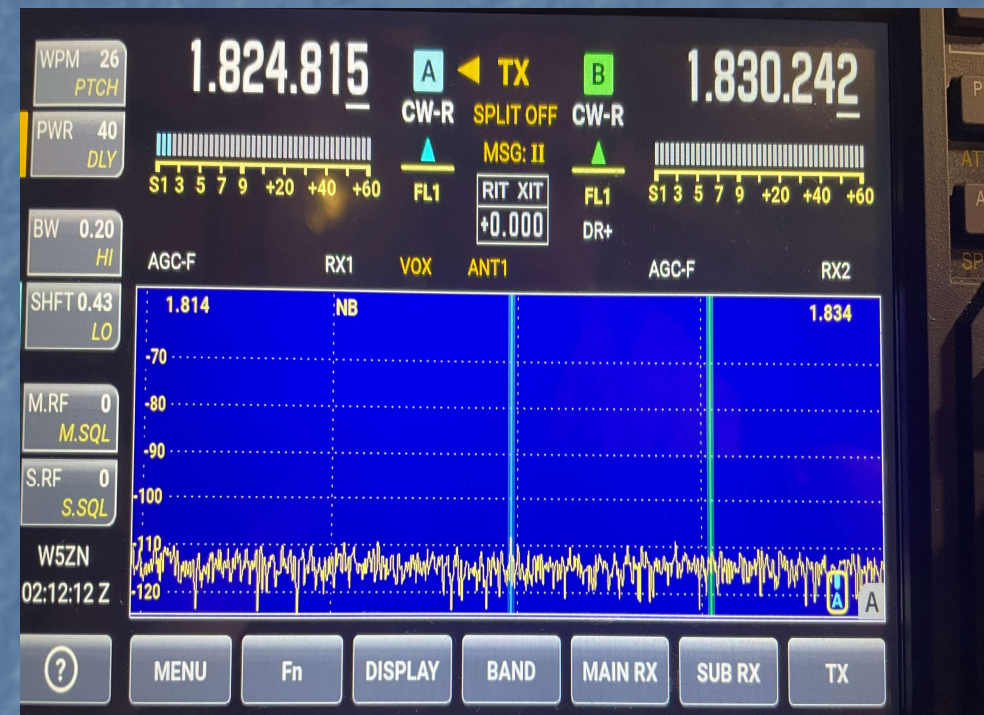 WPM 26
PTCH
PWR 40
DLY
BW 0.20
HI
SHFT 0.43
LO
M.RF 0
M.SQL
S.RF 0
S.SQL
W5ZN
02:12:12 Z
1.824.815
A TX B
1.830.242
CW-R SPLIT OFF CW-R
MSG: II
S1 3 5 7 9 +20 +40 +60
FL1 RIT XIT FL1
+0.000 DR+
S1 3 5 7 9 +20 +40 +60
AGC-F RX1 VOX ANT1 AGC-F RX2
1.814 NB 1.834
-70
-80
-90
-100
-110
-120
A A
? MENU Fn DISPLAY BAND MAIN RX SUB RX TX
P
AT
A
SP